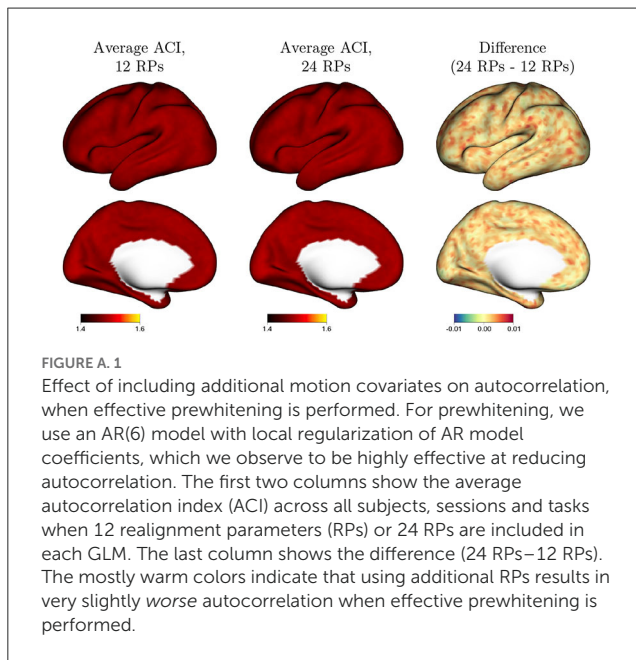 Average ACI,
12 RPs
Average ACI,
24 RPs
Difference
(24 RPs - 12 RPs)
1.4 1.6
1.4 1.6
-0.01 0.00 0.01
FIGURE A. 1
Effect of including additional motion covariates on autocorrelation,
when effective prewhitening is performed. For prewhitening, we
use an AR(6) model with local regularization of AR model
coefficients, which we observe to be highly effective at reducing
autocorrelation. The first two columns show the average
autocorrelation index (ACI) across all subjects, sessions and tasks
when 12 realignment parameters (RPs) or 24 RPs are included in
each GLM. The last column shows the difference (24 RPs–12 RPs).
The mostly warm colors indicate that using additional RPs results in
very slightly worse autocorrelation when effective prewhitening is
performed.